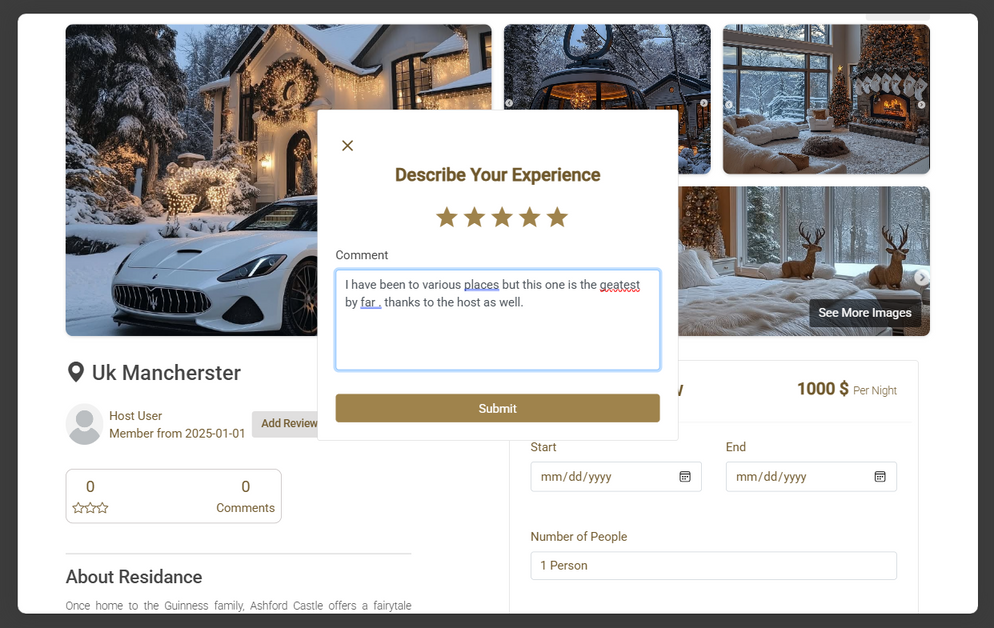 Describe Your Experience
Comment
I have been to various places but this one is the geatest
by far . thanks to the host as well.
Submit
See More Images
Uk Mancherster
Host User
Member from 2025-01-01
Add Review
0
0
Comments
About Residance
Once home to the Guinness family, Ashford Castle offers a fairytale
1000 $ Per Night
Start
End
mm/dd/yyyy
mm/dd/yyyy
Number of People
1 Person